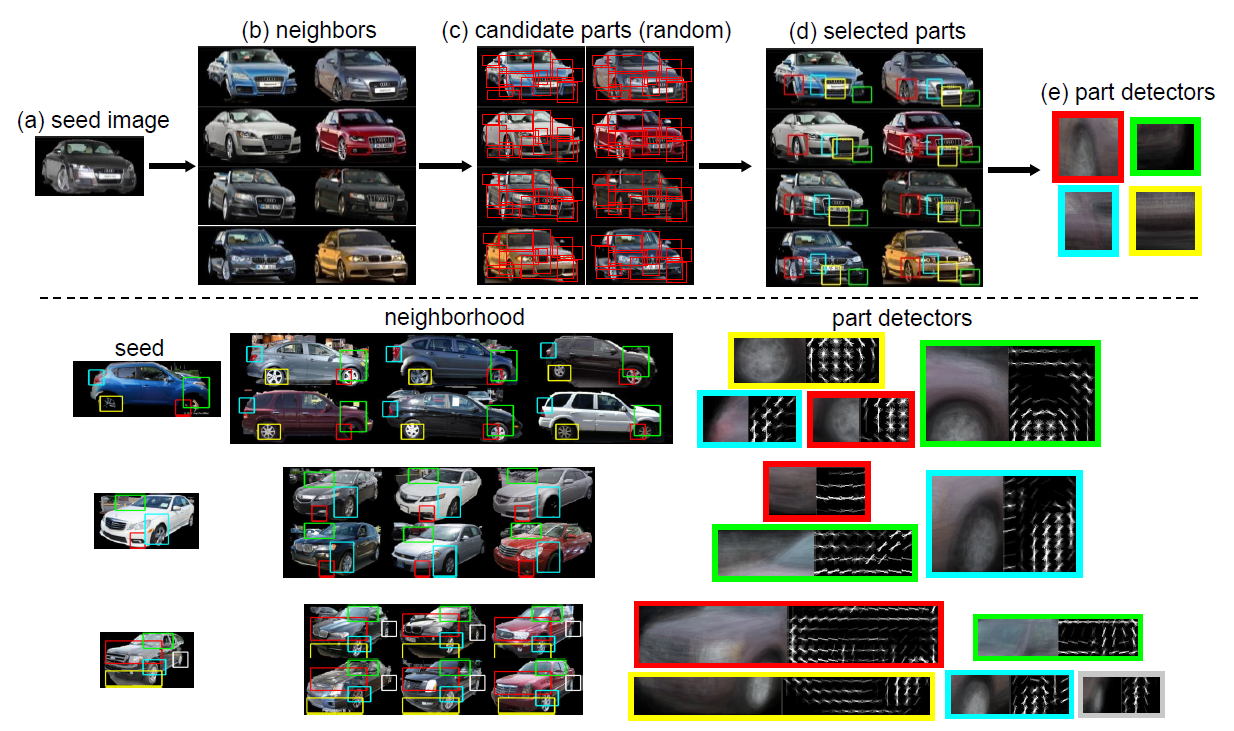 (b) neighbors
(c) candidate parts (random)
(d) selected parts
(a) seed image
(e) part detectors
neighborhood
part detectors
seed